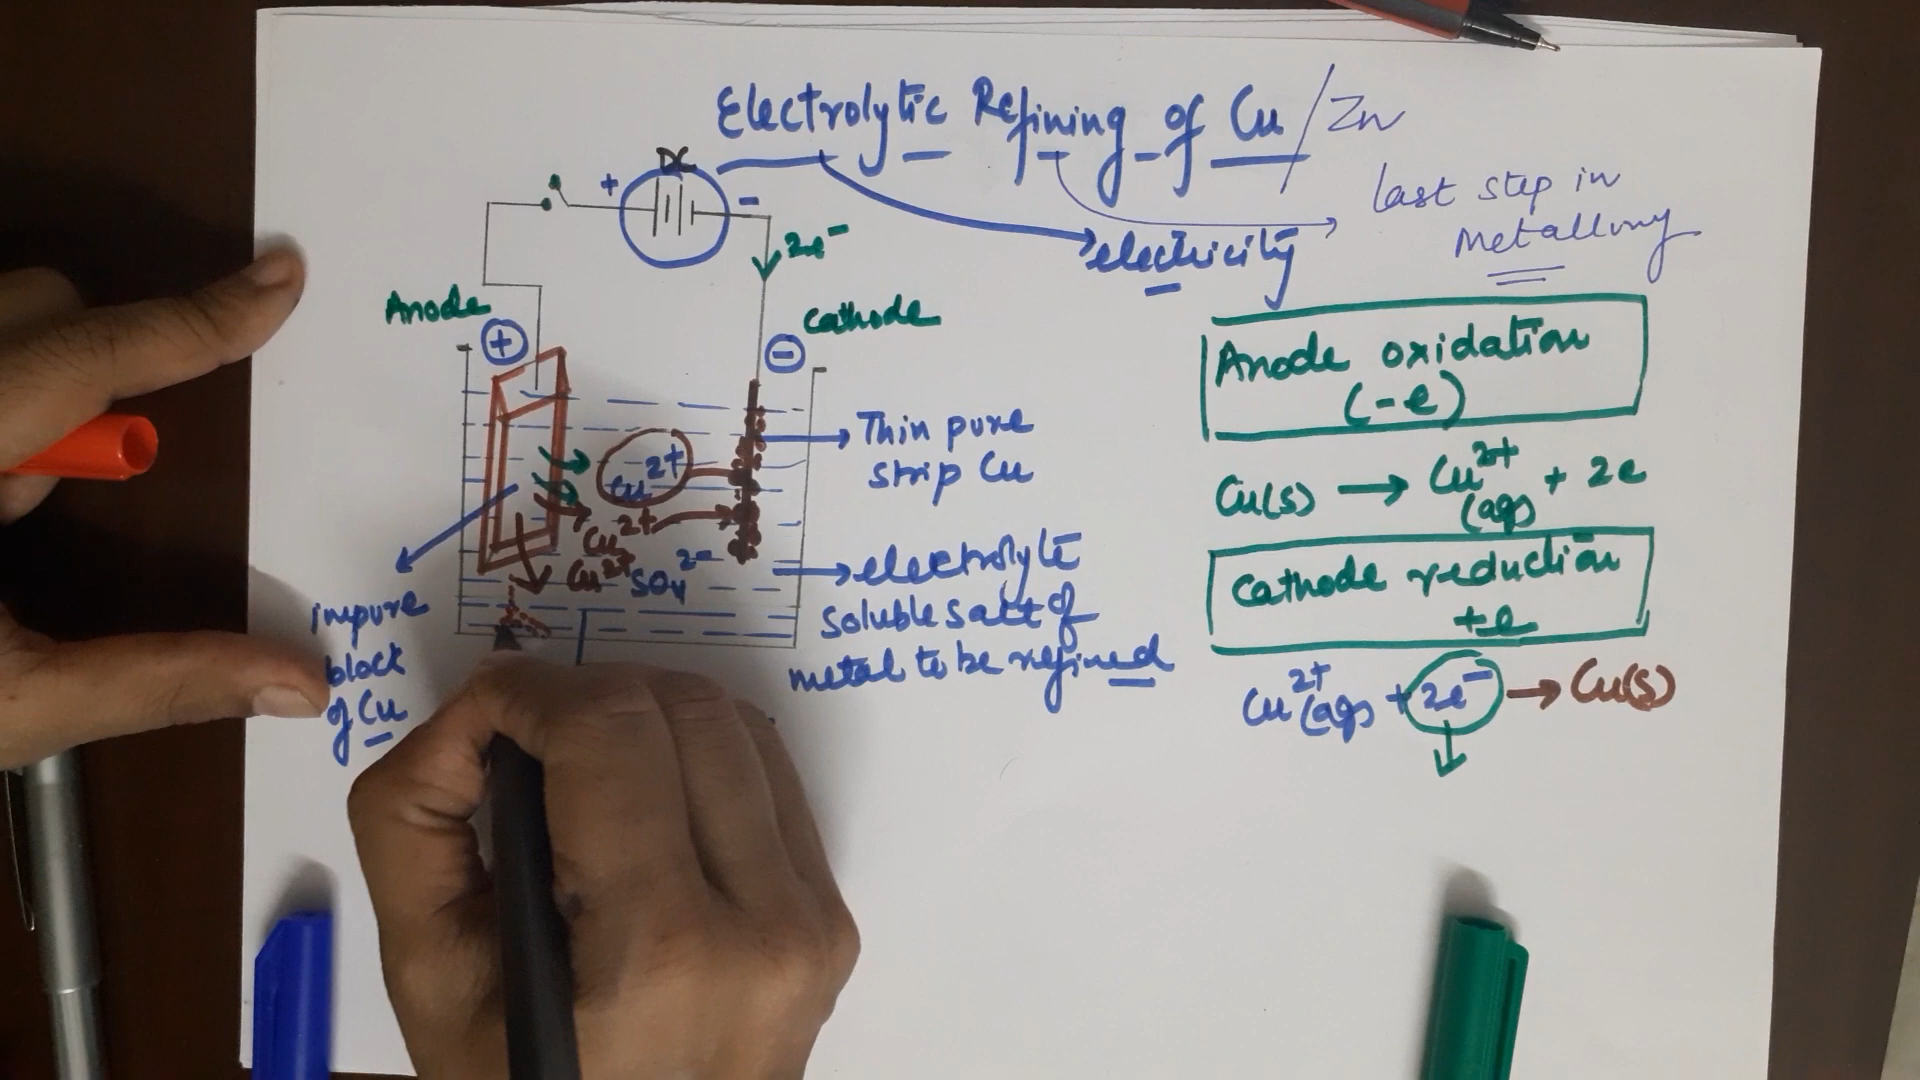 Electrolytic Refining of Cu/Zn
last step in
Metallurgy
electricity
DC
+ -
2e⁻
Anode
+
Cathode
-
Cu²⁺
Cu²⁺
Cu²⁺ SO₄²⁻
Thin pure
strip Cu
electrolyte
soluble salt of
metal to be refined
impure
block
of Cu
Anode oxidation
(-e)
Cu(s) → Cu²⁺(aq) + 2e
Cathode reduction
+e
Cu²⁺(aq) + 2e⁻ → Cu(s)